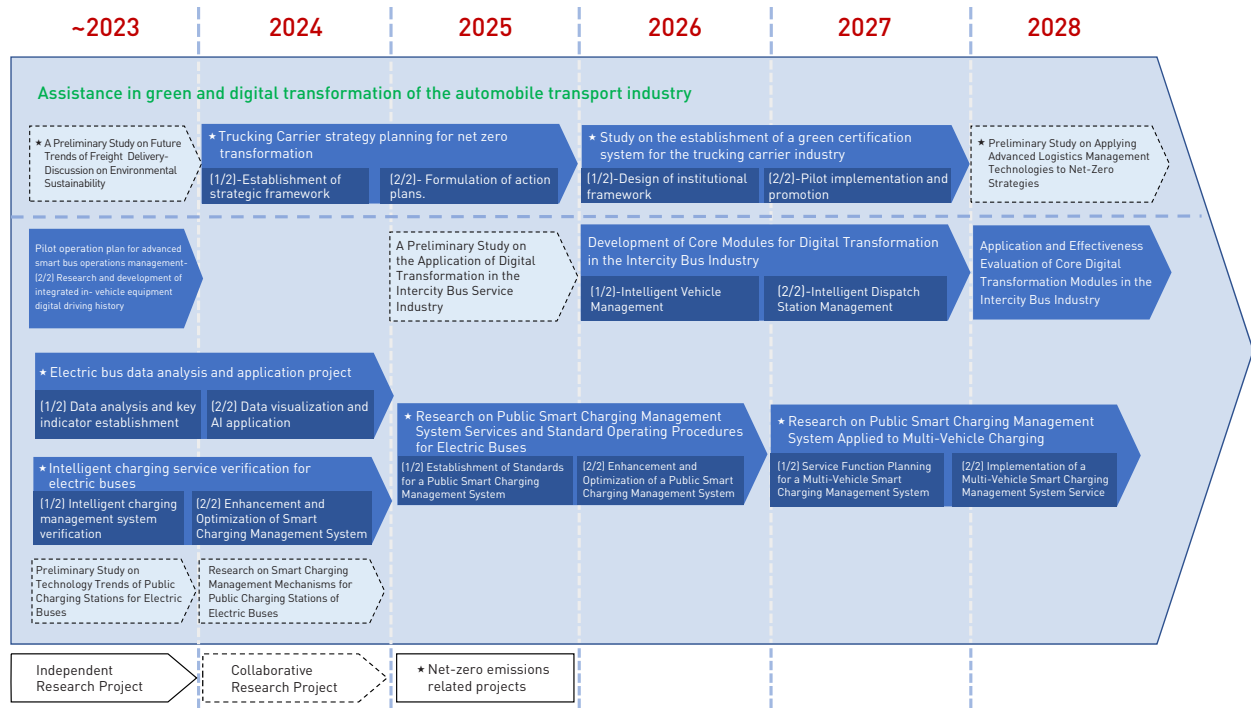 ~2023
2024
2025
2026
2027
2028
Assistance in green and digital transformation of the automobile transport industry
★ A Preliminary Study on Future
Trends of Freight Delivery-
Discussion on Environmental
Sustainability
★ Trucking Carrier strategy planning for net zero
transformation
(1/2)-Establishment of
strategic framework
(2/2)- Formulation of action
plans.
★ Study on the establishment of a green certification
system for the trucking carrier industry
(1/2)-Design of institutional
framework
(2/2)-Pilot implementation and
promotion
★ Preliminary Study on Applying
Advanced Logistics Management
Technologies to Net-Zero
Strategies
Pilot operation plan for advanced
smart bus operations management-
(2/2) Research and development of
integrated in- vehicle equipment
digital driving history
A Preliminary Study on
the Application of Digital
Transformation in the
Intercity Bus Service
Industry
Development of Core Modules for Digital Transformation
in the Intercity Bus Industry
(1/2)-Intelligent Vehicle
Management
(2/2)-Intelligent Dispatch
Station Management
Application and Effectiveness
Evaluation of Core Digital
Transformation Modules in the
Intercity Bus Industry
★ Electric bus data analysis and application project
(1/2) Data analysis and key
indicator establishment
(2/2) Data visualization and
AI application
★ Intelligent charging service verification for
electric buses
(1/2) Intelligent charging
management system
verification
(2/2) Enhancement and
Optimization of Smart
Charging Management System
★ Research on Public Smart Charging Management
System Services and Standard Operating Procedures
for Electric Buses
(1/2) Establishment of Standards
for a Public Smart Charging
Management System
(2/2) Enhancement and
Optimization of a Public Smart
Charging Management System
★ Research on Public Smart Charging Management
System Applied to Multi-Vehicle Charging
(1/2) Service Function Planning
for a Multi-Vehicle Smart
Charging Management System
(2/2) Implementation of a
Multi-Vehicle Smart Charging
Management System Service
Preliminary Study on
Technology Trends of Public
Charging Stations for Electric
Buses
Research on Smart Charging
Management Mechanisms for
Public Charging Stations of
Electric Buses
Independent
Research Project
Collaborative
Research Project
★ Net-zero emissions
related projects